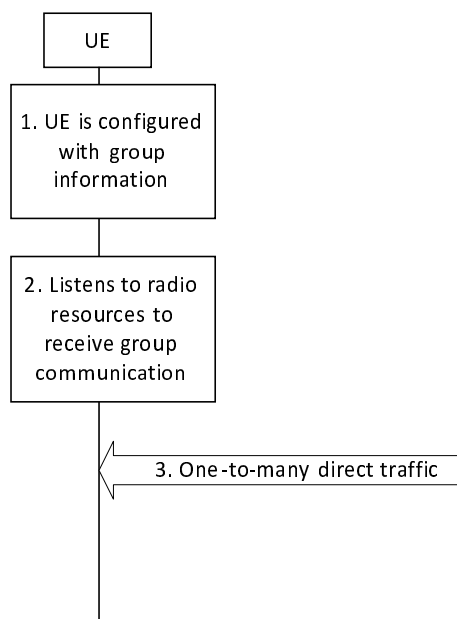 UE
1. UE is configured
with group
information
2. Listens to radio
resources to
receive group
communication
3. One-to-many direct traffic